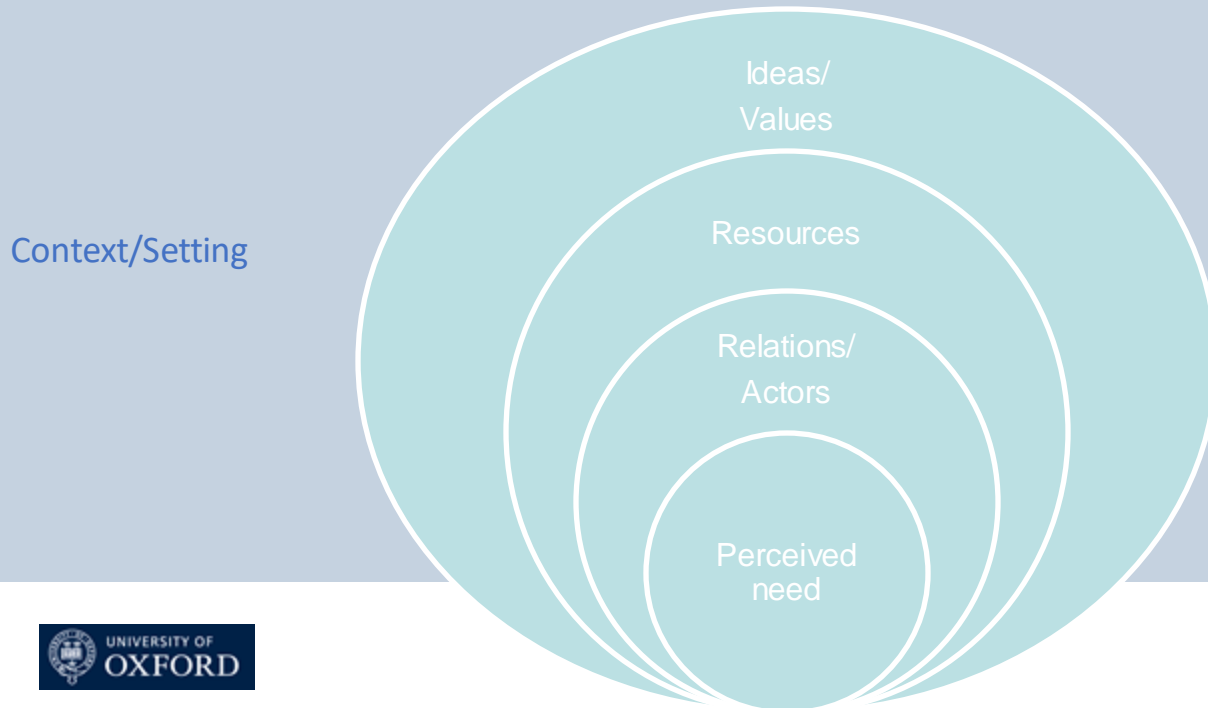 Ideas/
Values
Context/Setting
Resources
Relations/
Actors
Perceived
need
UNIVERSITY OF
OXFORD